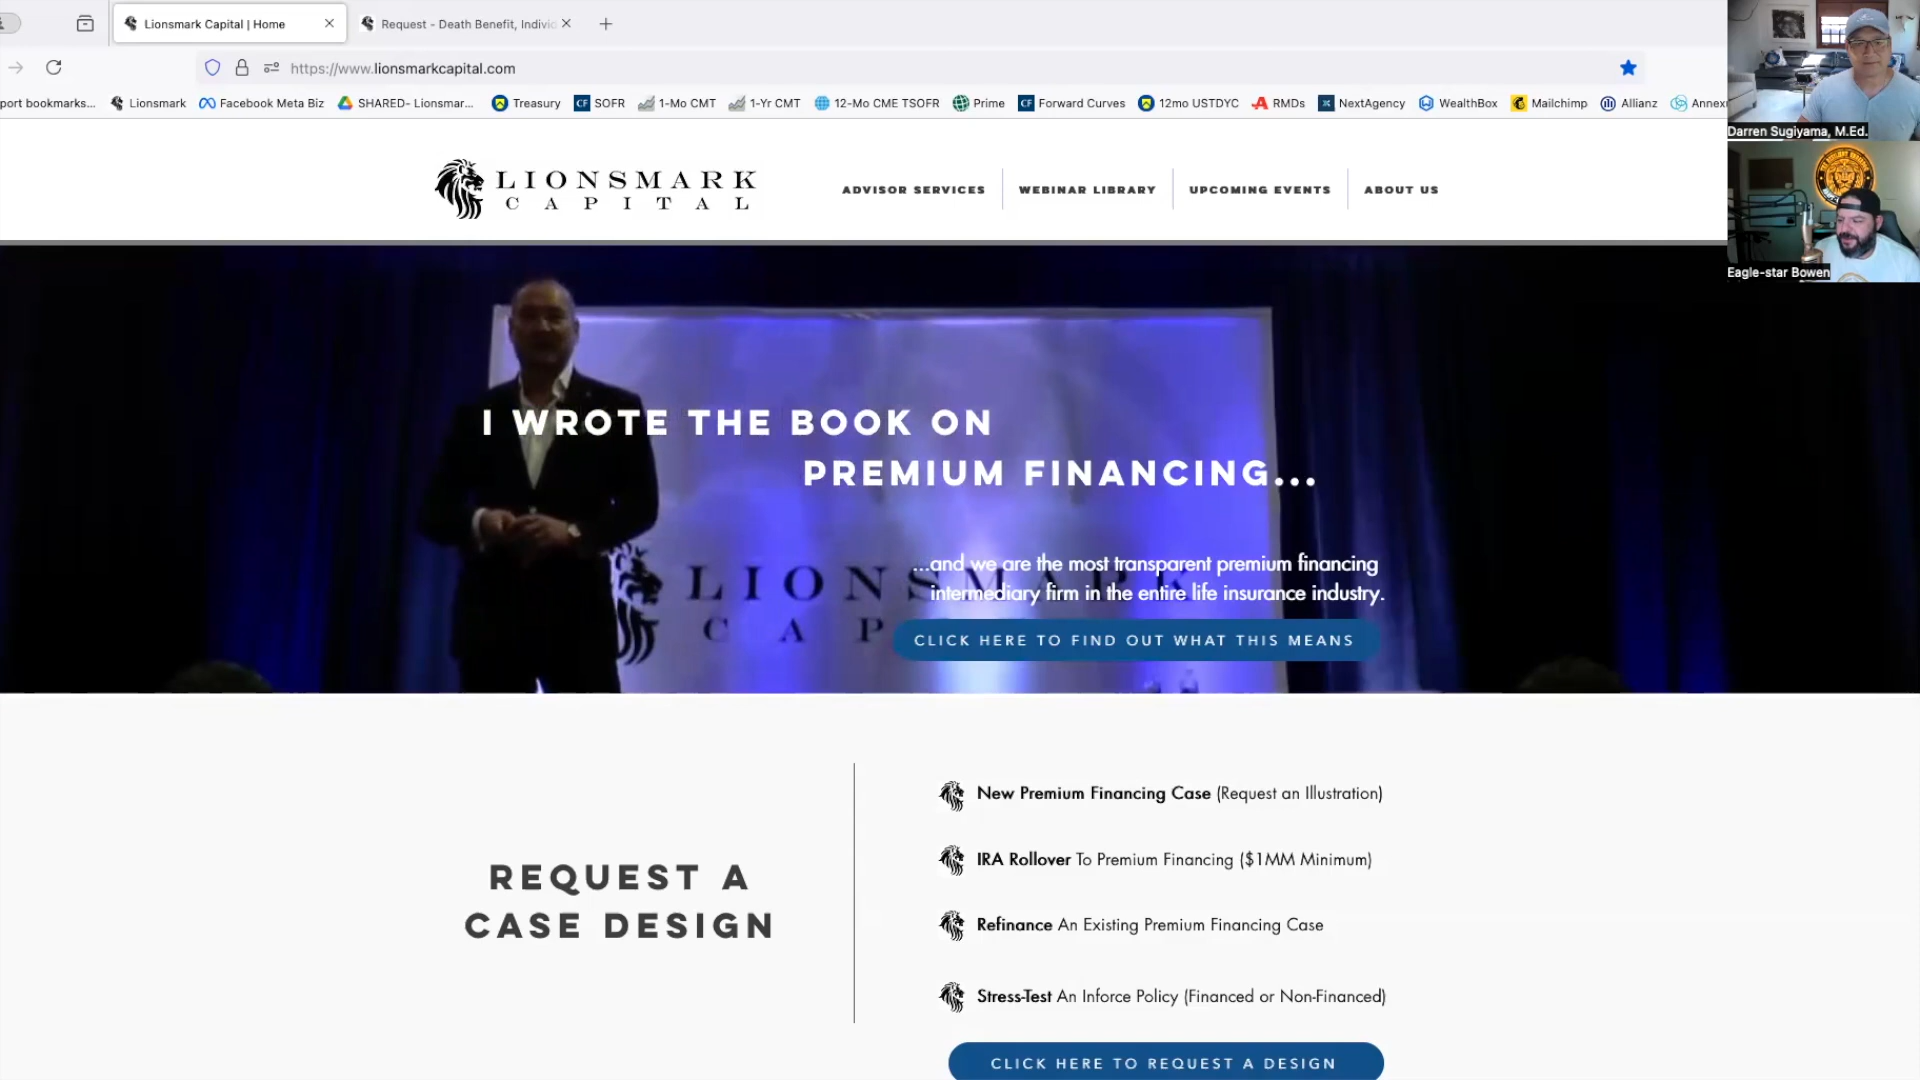 Lionsmark Capital | Home
Request - Death Benefit, Indivi
https://www.lionsmarkcapital.com
port bookmarks...
Lionsmark
Facebook Meta Biz
SHARED- Lionsmar...
Treasury
SOFR
1-Mo CMT
1-Yr CMT
12-Mo CME TSOFR
Prime
Forward Curves
12mo USTDYC
RMDs
NextAgency
WealthBox
Mailchimp
Allianz
Annex
Darren Sugiyama, M.Ed.
Eagle-star Bowen
LIONSMARK
CAPITAL
ADVISOR SERVICES
WEBINAR LIBRARY
UPCOMING EVENTS
ABOUT US
I WROTE THE BOOK ON
PREMIUM FINANCING...
...and we are the most transparent premium financing
intermediary firm in the entire life insurance industry.
LIONSMARK
CAP
CLICK HERE TO FIND OUT WHAT THIS MEANS
REQUEST A
CASE DESIGN
New Premium Financing Case (Request an Illustration)
IRA Rollover To Premium Financing ($1MM Minimum)
Refinance An Existing Premium Financing Case
Stress-Test An Inforce Policy (Financed or Non-Financed)
CLICK HERE TO REQUEST A DESIGN